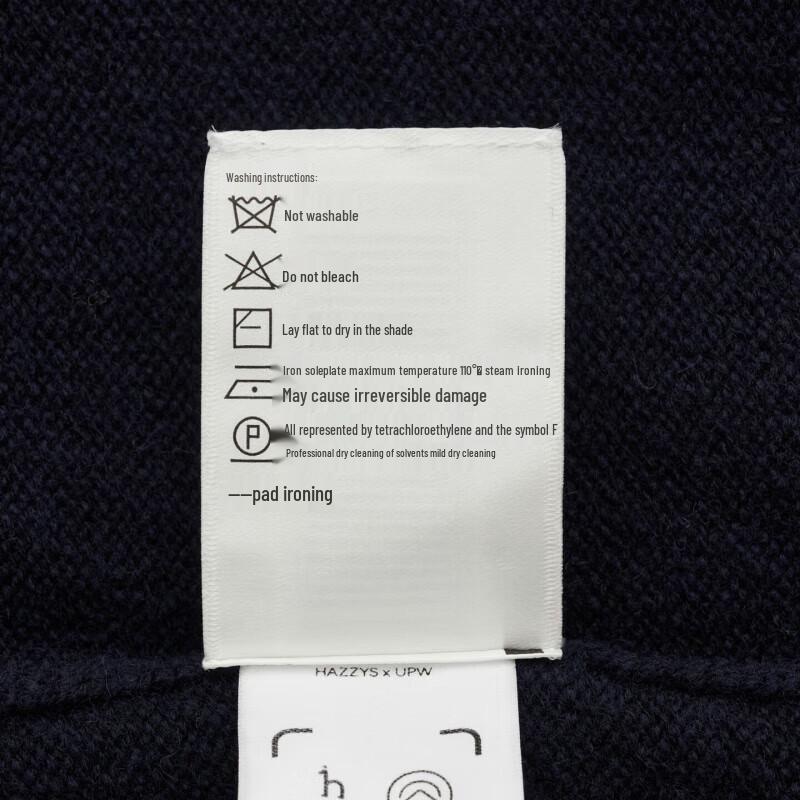 Washing instructions:
Not washable
Do not bleach
Lay flat to dry in the shade
Iron soleplate maximum temperature 110° steam ironing
May cause irreversible damage
P
All represented by tetrachloroethylene and the symbol F
Professional dry cleaning of solvents mild dry cleaning
—pad ironing
HAZZYS x UPW
h